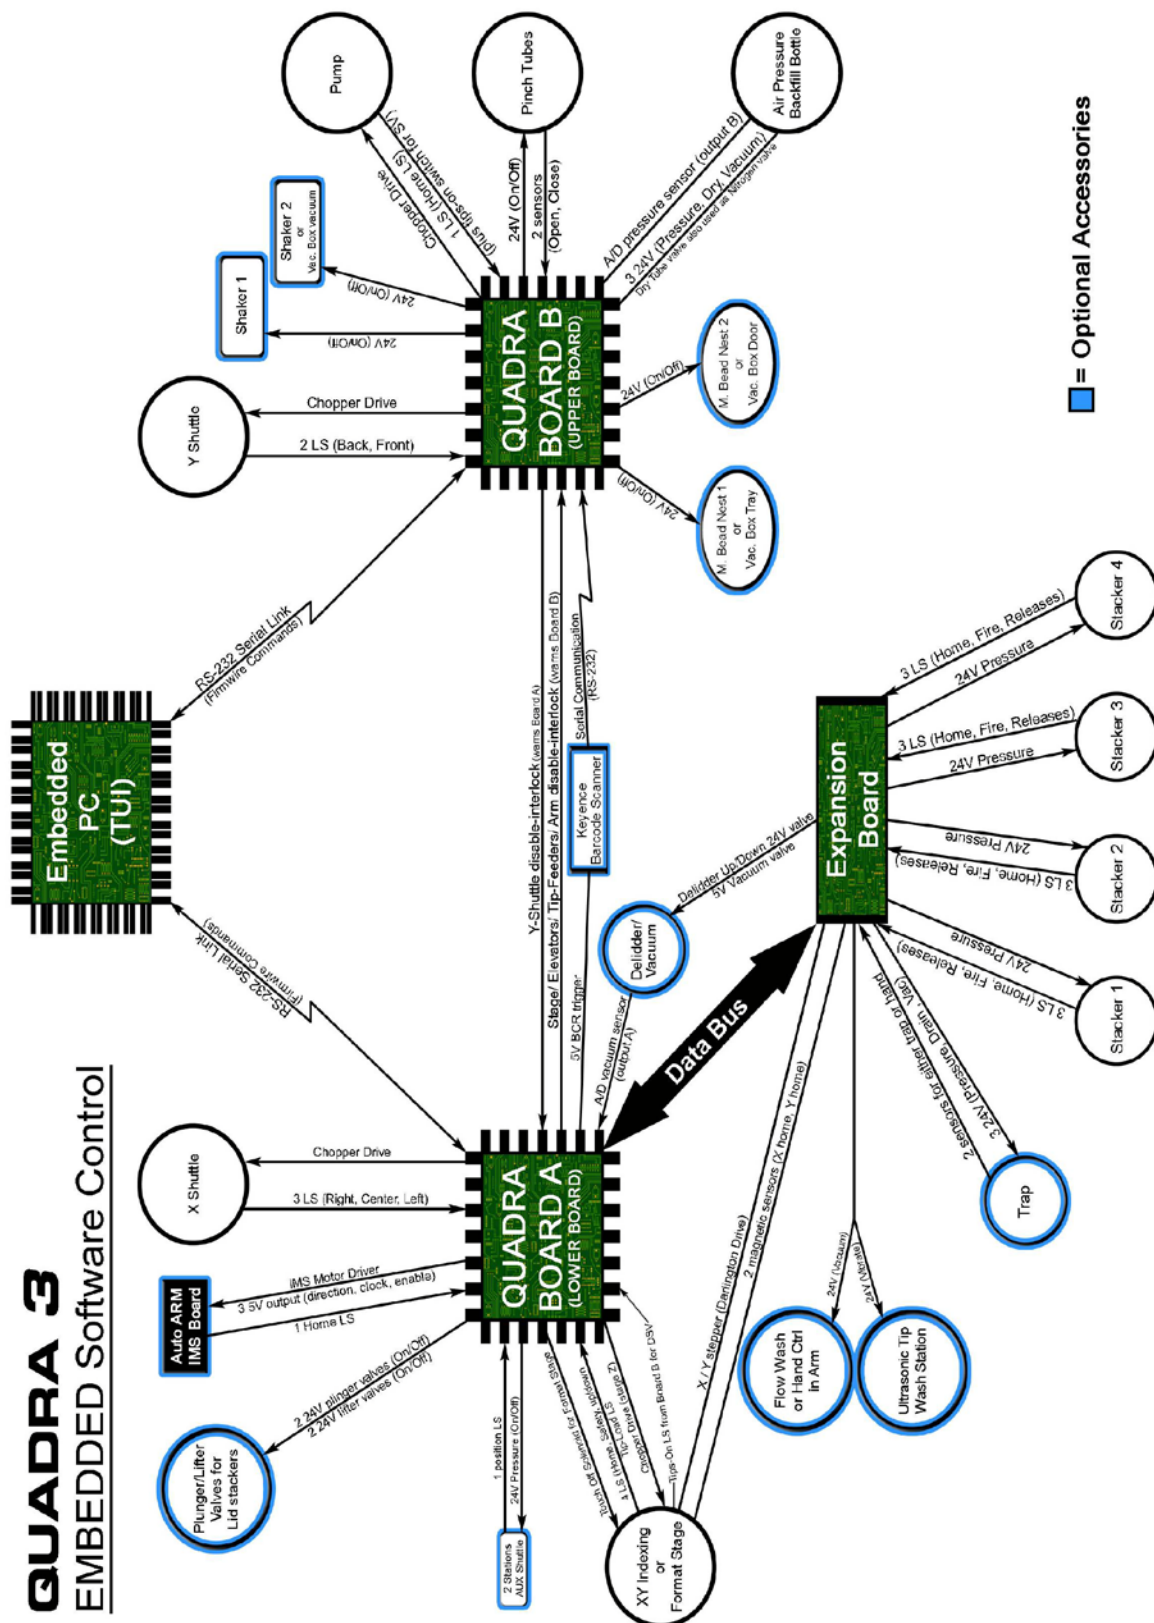 QUADRA 3
EMBEDDED Software Control
Embedded
PC
(TUI)
RS-232 Serial Link
(Firmwire Commands)
RS-232 Serial Link
(Firmwire Commands)
Plunger/Lifter
Valves for
Lid stackers
2 24V plinger valves (On/Off)
2 24V lifter valves (On/Off)
Auto ARM
IMS Board
IMS Motor Driver
3 5V output (direction, clock, enable)
1 Home LS
X Shuttle
Chopper Drive
3 LS (Right, Center, Left)
Y Shuttle
Chopper Drive
2 LS (Back, Front)
Shaker 1
24V (On/Off)
Shaker 2
or
Vac. Box vacuum
24V (On/Off)
Pump
Chopper Drive
1 LS (Home LS)
(plus tips-on switch for SV)
Pinch Tubes
24V (On/Off)
2 sensors
(Open, Close)
Air Pressure
Backfill Bottle
A/D pressure sensor (output B)
3 24V (Pressure, Dry, Vacuum)
Dry Tube valve also used as Nitrogen valve
QUADRA
BOARD A
(LOWER BOARD)
QUADRA
BOARD B
(UPPER BOARD)
Y-Shuttle disable-interlock (warns Board A)
Stage/ Elevators/ Tip-Feeders/ Arm disable-interlock (warns Board B)
5V BCR trigger
Keyence
Barcode Scanner
Serial Communication
(RS-232)
2 Stations
AUX Shuttle
1 position LS
24V Pressure (On/Off)
XY Indexing
or
Format Stage
Touch Off Solenoid for Format Stage
Tip-Load LS
Chopper Drive (stage Z)
Tips-On LS from Board B for DSV
A/D vacuum sensor
(output A)
Delidder/
Vacuum
Delidder Up/Down 24V valve
5V Vacuum valve
M. Bead Nest 1
or
Vac. Box Tray
24V (On/Off)
M. Bead Nest 2
or
Vac. Box Door
24V (On/Off)
Data Bus
Expansion
Board
X / Y stepper (Darlington Drive)
2 magnetic sensors (X home, Y home)
Flow Wash
or Hand Ctrl
in Arm
24V (Vacuum)
Ultrasonic Tip
Wash Station
24V (Vibrate)
Trap
2 sensors for either trap or hand
3 24V (Pressure, Drain , Vac)
Stacker 1
24V Pressure
3 LS (Home, Fire, Releases)
Stacker 2
24V Pressure
3 LS (Home, Fire, Releases)
Stacker 3
3 LS (Home, Fire, Releases)
24V Pressure
Stacker 4
3 LS (Home, Fire, Releases)
24V Pressure
= Optional Accessories